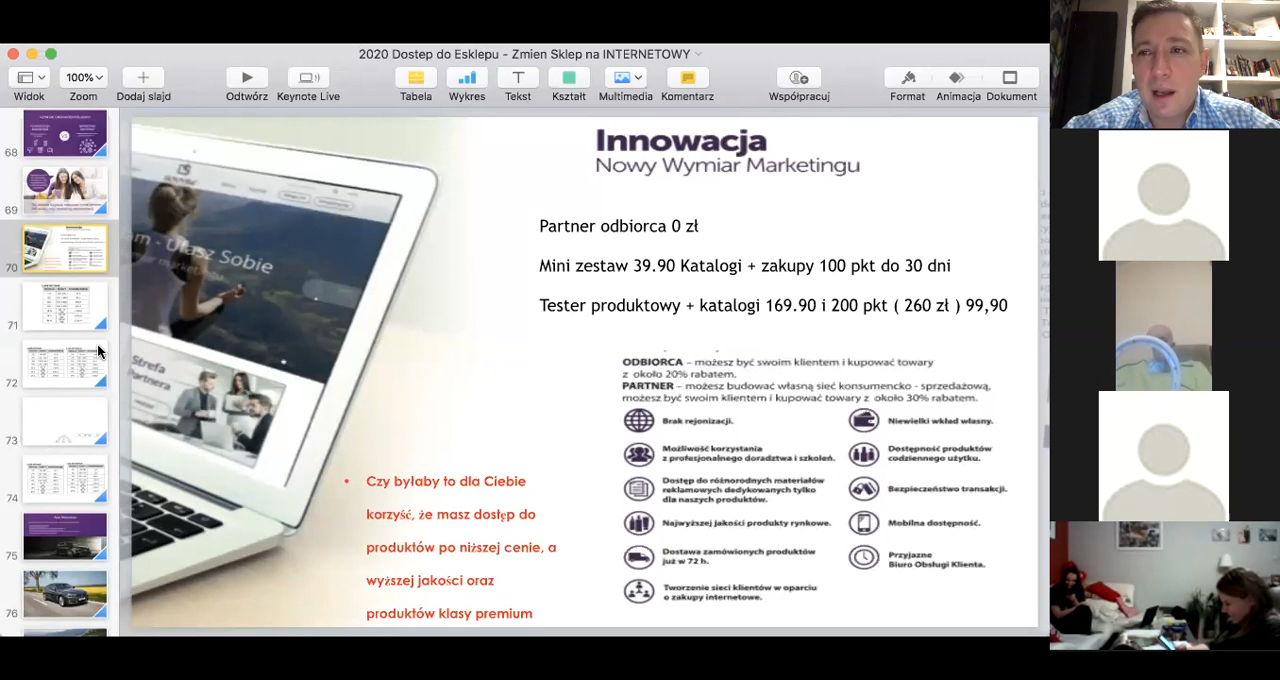 2020 Dostep do Esklepu - Zmien Sklep na INTERNETOWY
100%
Widok
Zoom
Dodaj slajd
Odtwórz
Keynote Live
Tabela
Wykres
Tekst
Kształt
Multimedia
Komentarz
Współpracuj
Format
Animacja
Dokument
68
69
70
71
72
73
74
75
76
Innowacja
Nowy Wymiar Marketingu
Partner odbiorca 0 zł
Mini zestaw 39.90 Katalogi + zakupy 100 pkt do 30 dni
Tester produktowy + katalogi 169.90 i 200 pkt ( 260 zł ) 99,90
Ufasz Sobie
Strefa
Partnera
ODBIORCA – możesz być swoim klientem i kupować towary
z około 20% rabatem.
PARTNER – możesz budować własną sieć konsumencko - sprzedażową,
możesz być swoim klientem i kupować towary z około 30% rabatem.
Brak rejonizacji.
Możliwość korzystania
z profesjonalnego doradztwa i szkoleń.
Dostęp do różnorodnych materiałów
reklamowych dedykowanych tylko
dla naszych produktów.
Najwyższej jakości produkty rynkowe.
Dostawa zamówionych produktów
już w 72 h.
Tworzenie sieci klientów w oparciu
o zakupy internetowe.
Niewielki wkład własny.
Dostępność produktów
codziennego użytku.
Bezpieczeństwo transakcji.
Mobilna dostępność.
Przyjazne
Biuro Obsługi Klienta.
• Czy byłaby to dla Ciebie
korzyść, że masz dostęp do
produktów po niższej cenie, a
wyższej jakości oraz
produktów klasy premium